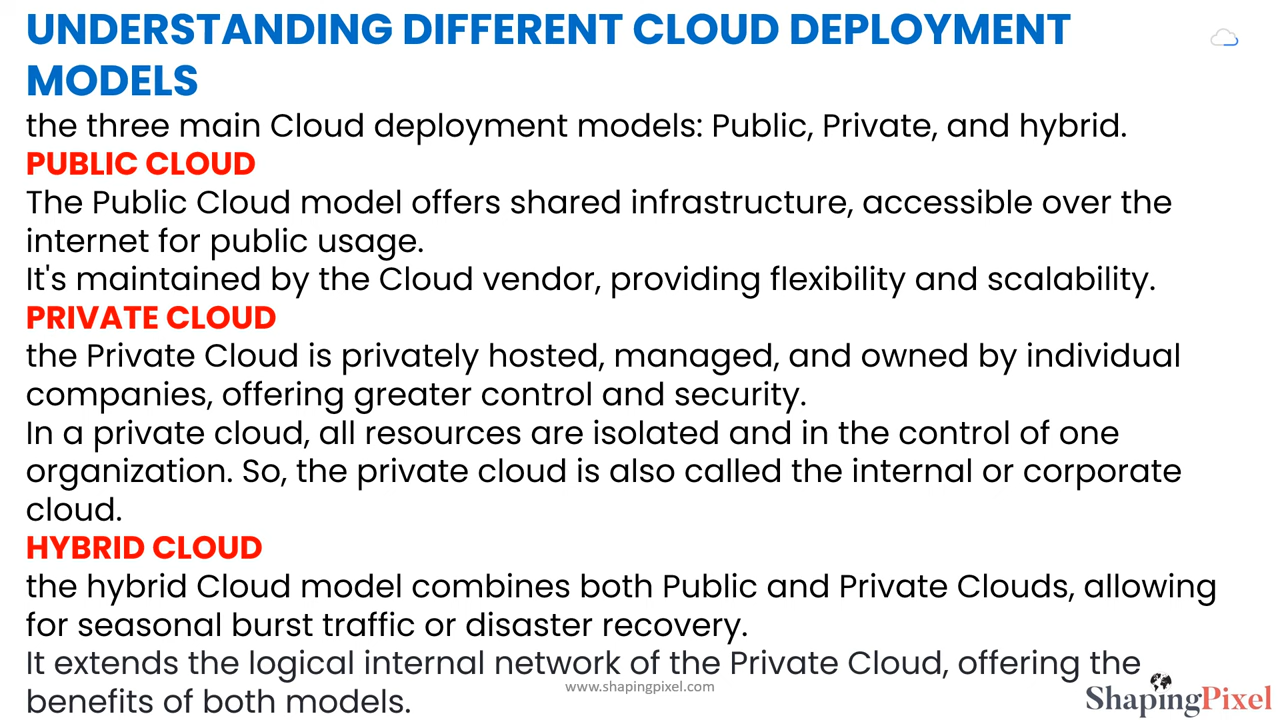 UNDERSTANDING DIFFERENT CLOUD DEPLOYMENT
MODELS
the three main Cloud deployment models: Public, Private, and hybrid.
PUBLIC CLOUD
The Public Cloud model offers shared infrastructure, accessible over the
internet for public usage.
It's maintained by the Cloud vendor, providing flexibility and scalability.
PRIVATE CLOUD
the Private Cloud is privately hosted, managed, and owned by individual
companies, offering greater control and security.
In a private cloud, all resources are isolated and in the control of one
organization. So, the private cloud is also called the internal or corporate
cloud.
HYBRID CLOUD
the hybrid Cloud model combines both Public and Private Clouds, allowing
for seasonal burst traffic or disaster recovery.
It extends the logical internal network of the Private Cloud, offering the
benefits of both models.
www.shapingpixel.com
ShapingPixel